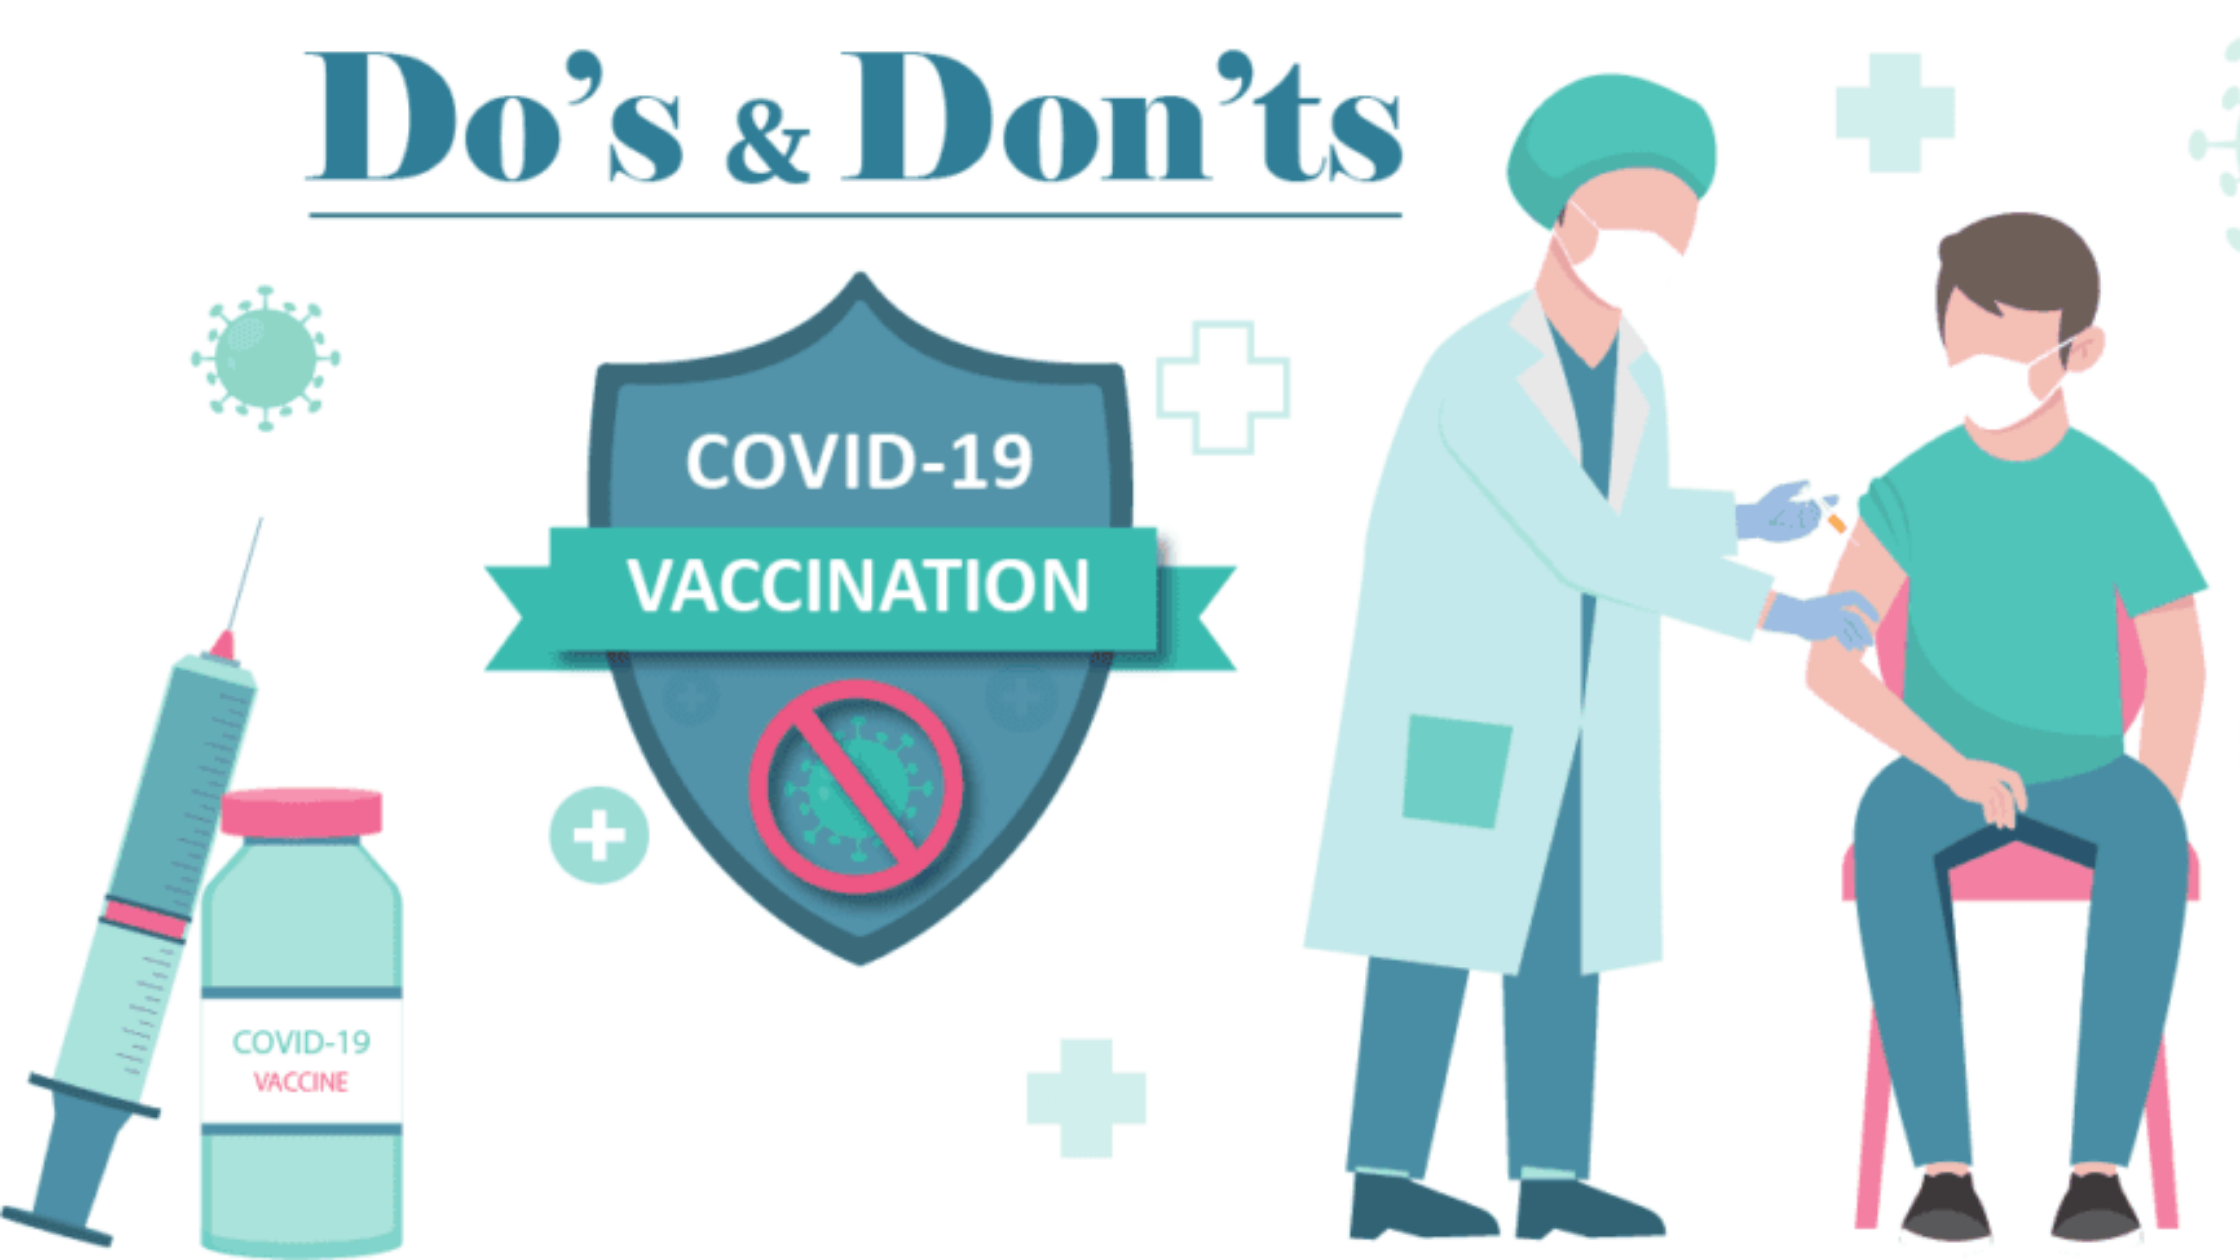 Do’s & Don’ts
COVID-19
VACCINATION
COVID-19
VACCINE